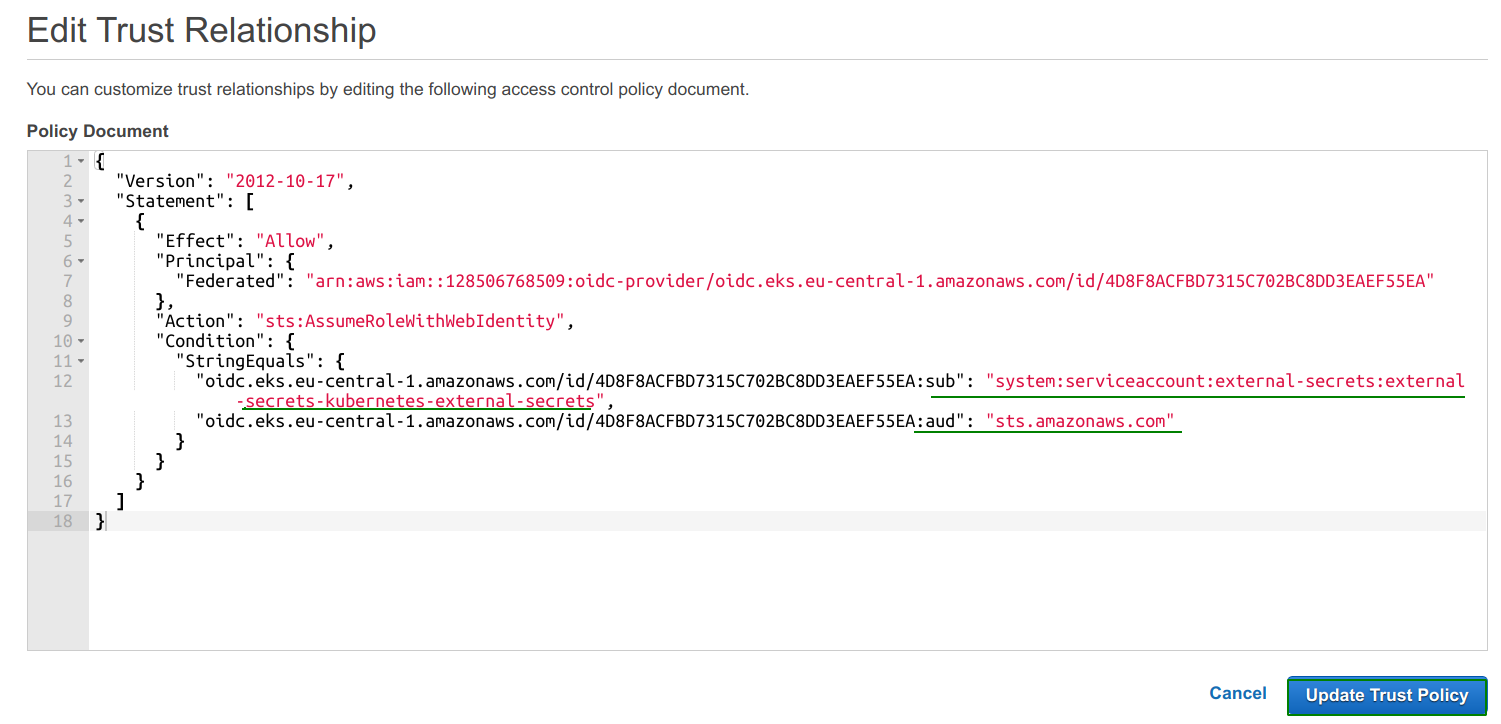 Edit Trust Relationship
You can customize trust relationships by editing the following access control policy document.
Policy Document
1 {
2 "Version": "2012-10-17",
3 "Statement": [
4 {
5 "Effect": "Allow",
6 "Principal": {
7 "Federated": "arn:aws:iam::128506768509:oidc-provider/oidc.eks.eu-central-1.amazonaws.com/id/4D8F8ACFBD7315C702BC8DD3EAEF55EA"
8 },
9 "Action": "sts:AssumeRoleWithWebIdentity",
10 "Condition": {
11 "StringEquals": {
12 "oidc.eks.eu-central-1.amazonaws.com/id/4D8F8ACFBD7315C702BC8DD3EAEF55EA:sub": "system:serviceaccount:external-secrets:external
-secrets-kubernetes-external-secrets",
13 "oidc.eks.eu-central-1.amazonaws.com/id/4D8F8ACFBD7315C702BC8DD3EAEF55EA:aud": "sts.amazonaws.com"
14 }
15 }
16 }
17 ]
18 }
Cancel Update Trust Policy